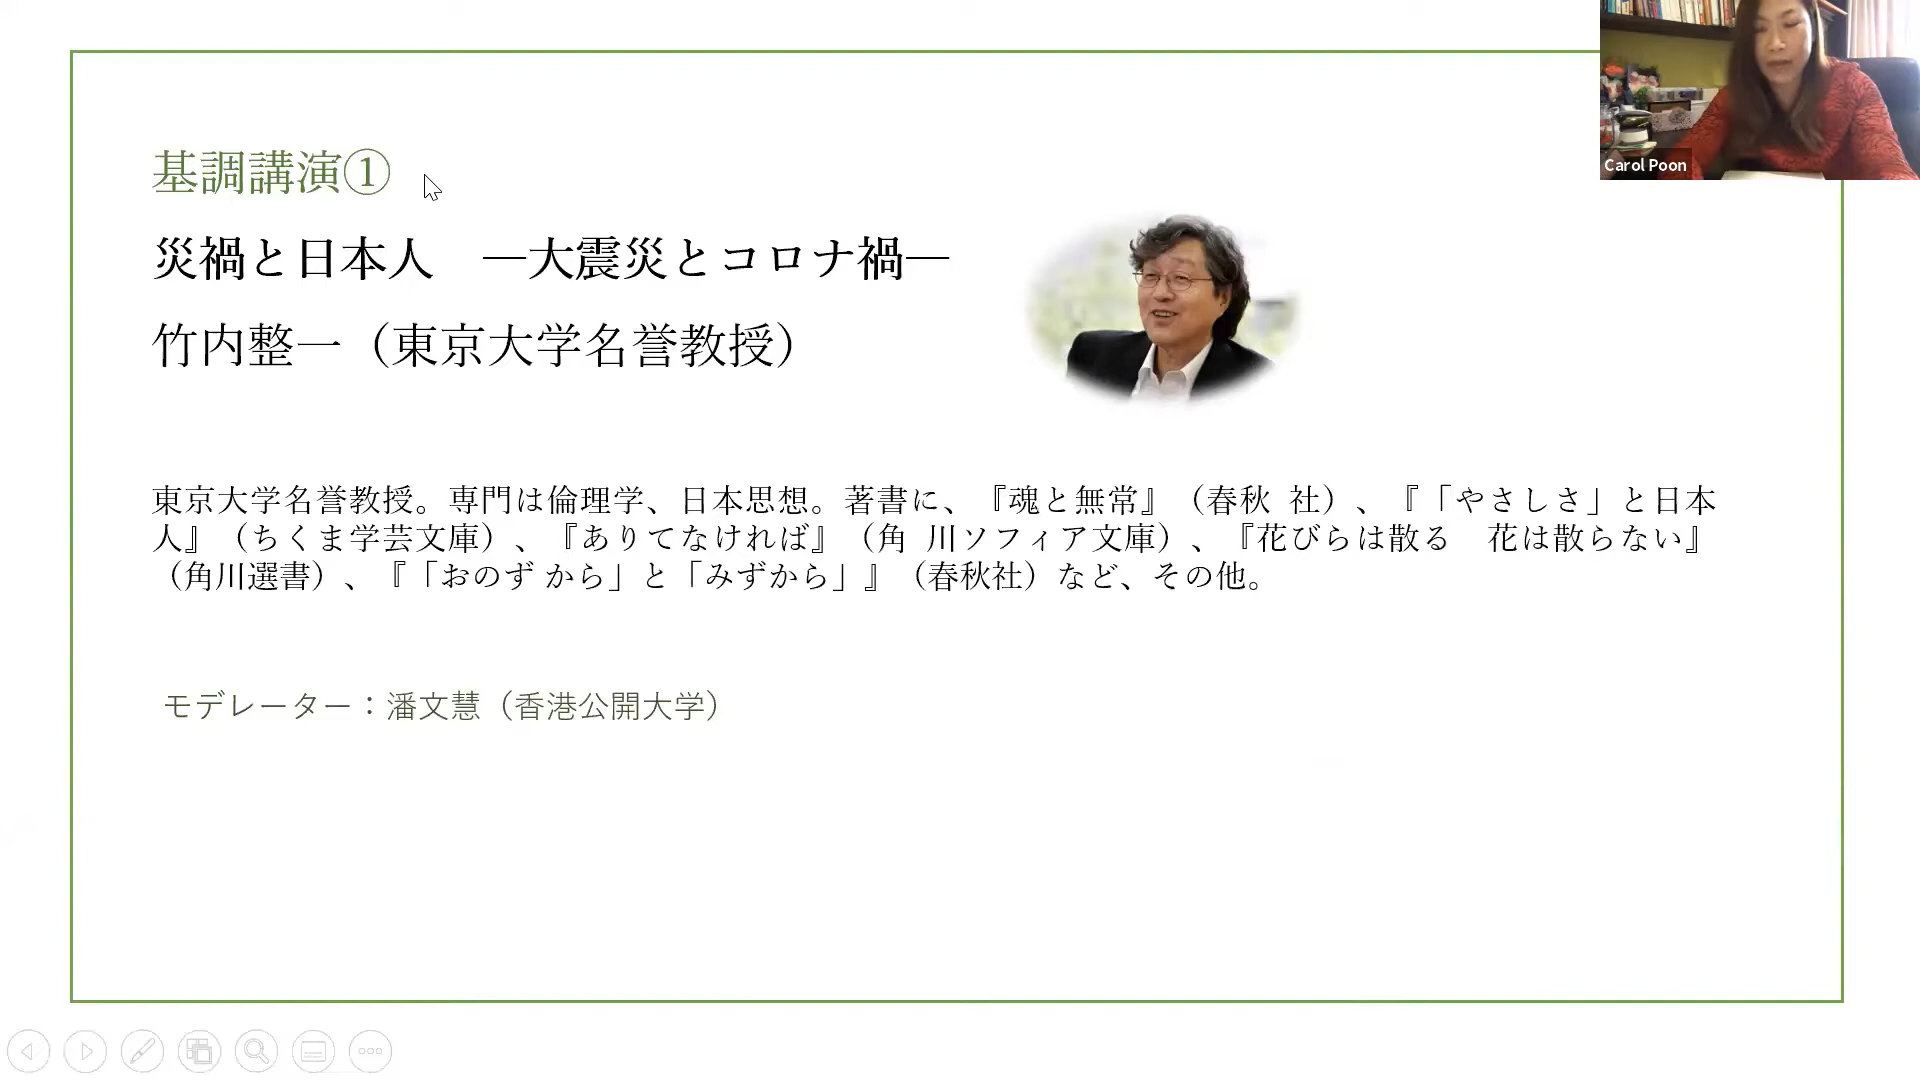 基調講演①
災禍と日本人　―大震災とコロナ禍―
竹内整一（東京大学名誉教授）
東京大学名誉教授。専門は倫理学、日本思想。著書に、『魂と無常』（春秋 社）、『「やさしさ」と日本
人』（ちくま学芸文庫）、『ありてなければ』（角 川ソフィア文庫）、『花びらは散る　花は散らない』
（角川選書）、『「おのず から」と「みずから」』（春秋社）など、その他。
モデレーター：潘文慧（香港公開大学）
Carol Poon